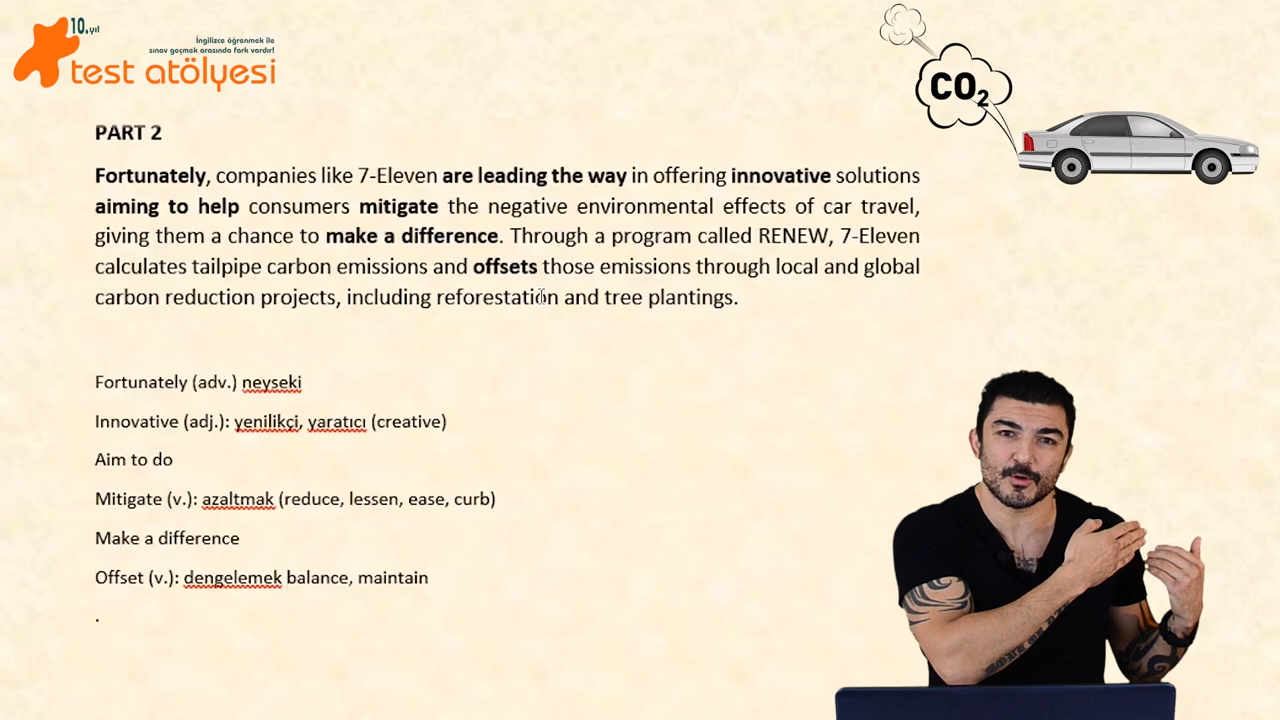 10.yıl
İngilizce öğrenmek ile
sınav geçmek arasında fark vardır!
test atölyesi
CO2
PART 2
Fortunately, companies like 7-Eleven are leading the way in offering innovative solutions
aiming to help consumers mitigate the negative environmental effects of car travel,
giving them a chance to make a difference. Through a program called RENEW, 7-Eleven
calculates tailpipe carbon emissions and offsets those emissions through local and global
carbon reduction projects, including reforestation and tree plantings.
Fortunately (adv.) neyseki
Innovative (adj.): yenilikçi, yaratıcı (creative)
Aim to do
Mitigate (v.): azaltmak (reduce, lessen, ease, curb)
Make a difference
Offset (v.): dengelemek balance, maintain
.